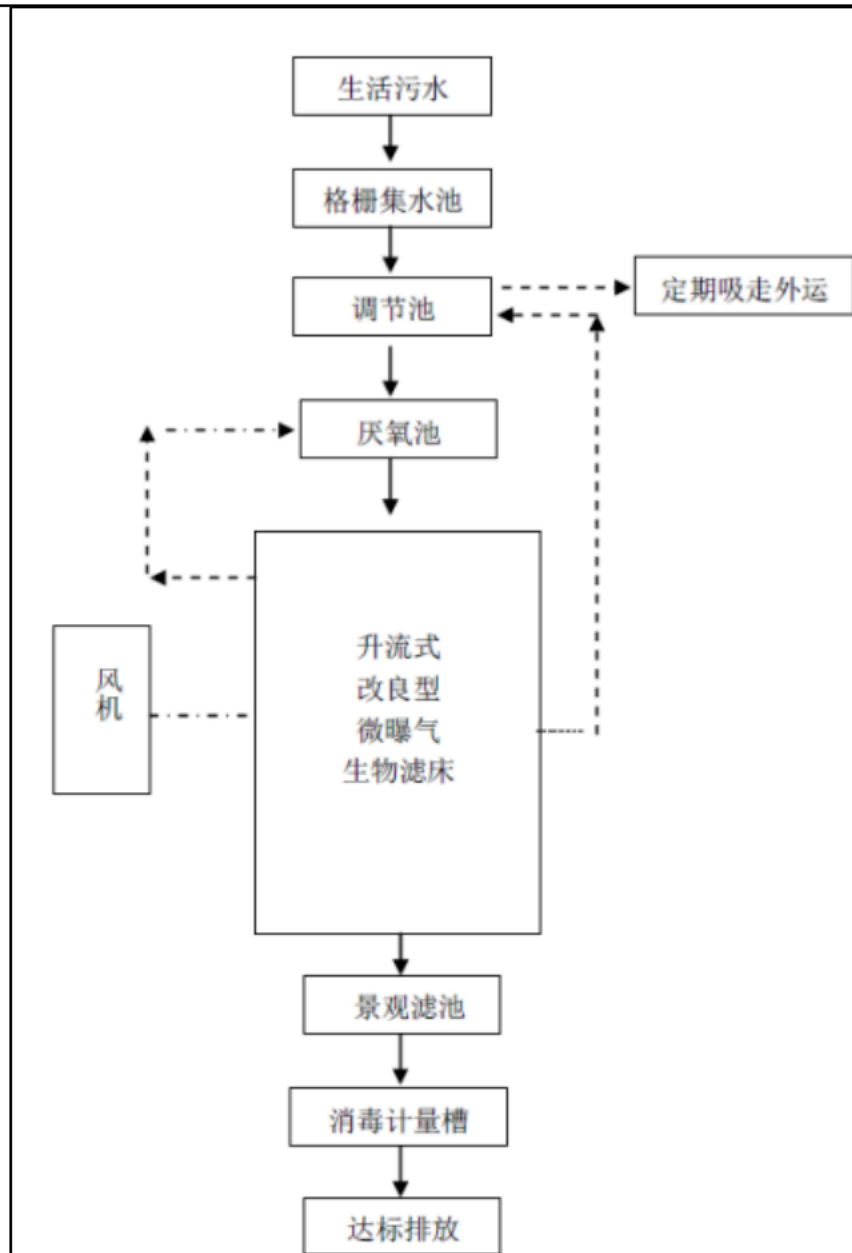 生活污水
格栅集水池
调节池
定期吸走外运
厌氧池
升流式
改良型
微曝气
生物滤床
风
机
景观滤池
消毒计量槽
达标排放